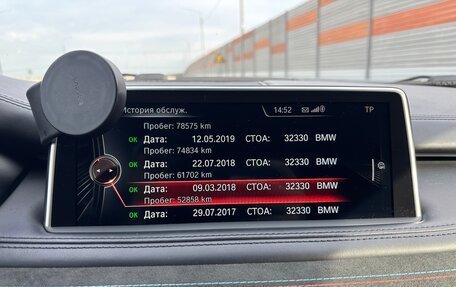 История обслуж. 14:52 TP
Пробег: 78575 km
OK Дата: 12.05.2019 СТОА: 32330 BMW
Пробег: 74834 km
OK Дата: 22.07.2018 СТОА: 32330 BMW
Пробег: 61702 km
OK Дата: 09.03.2018 СТОА: 32330 BMW
Пробег: 52858 km
OK Дата: 29.07.2017 СТОА: 32330 BMW